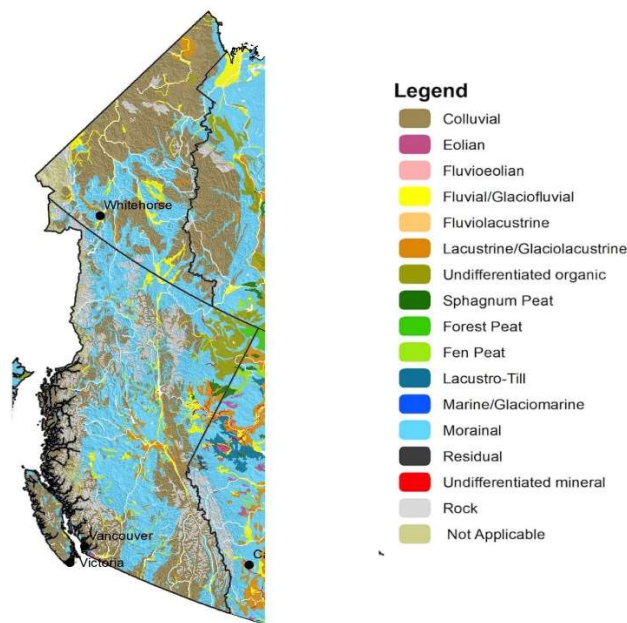 Whitehorse
Vancouver
Victoria
Ca
Legend
Colluvial
Eolian
Fluvioeolian
Fluvial/Glaciofluvial
Fluviolacustrine
Lacustrine/Glaciolacustrine
Undifferentiated organic
Sphagnum Peat
Forest Peat
Fen Peat
Lacustro-Till
Marine/Glaciomarine
Morainal
Residual
Undifferentiated mineral
Rock
Not Applicable